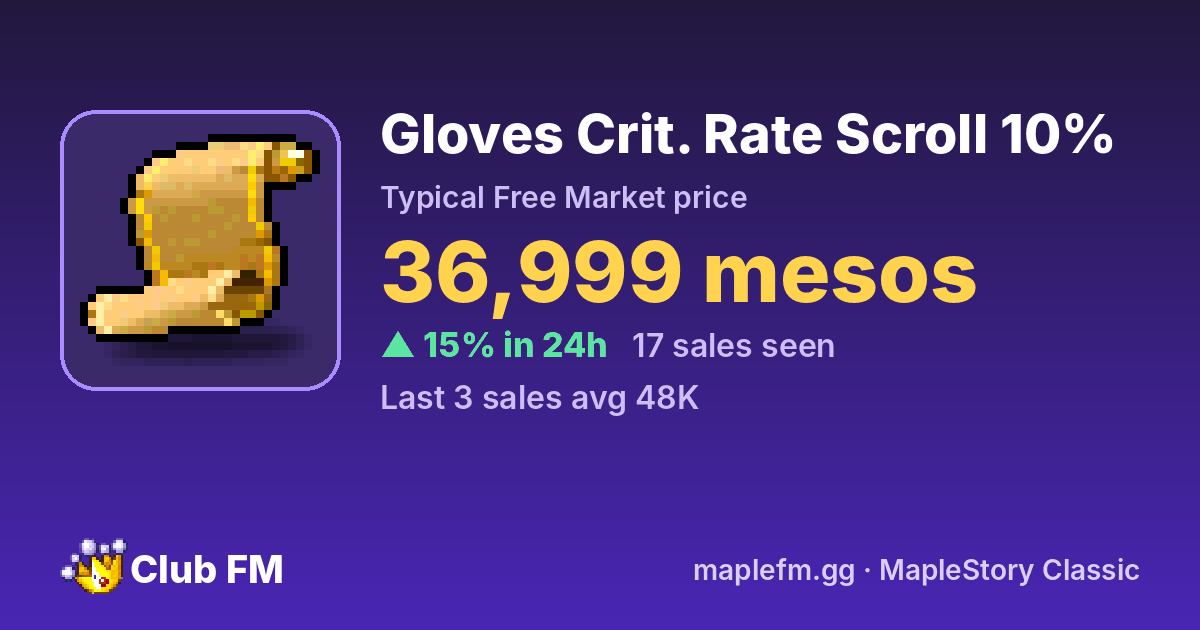 Gloves Crit. Rate Scroll 10%
Typical Free Market price
36,999 mesos
▲ 15% in 24h 17 sales seen
Last 3 sales avg 48K
Club FM
maplefm.gg · MapleStory Classic